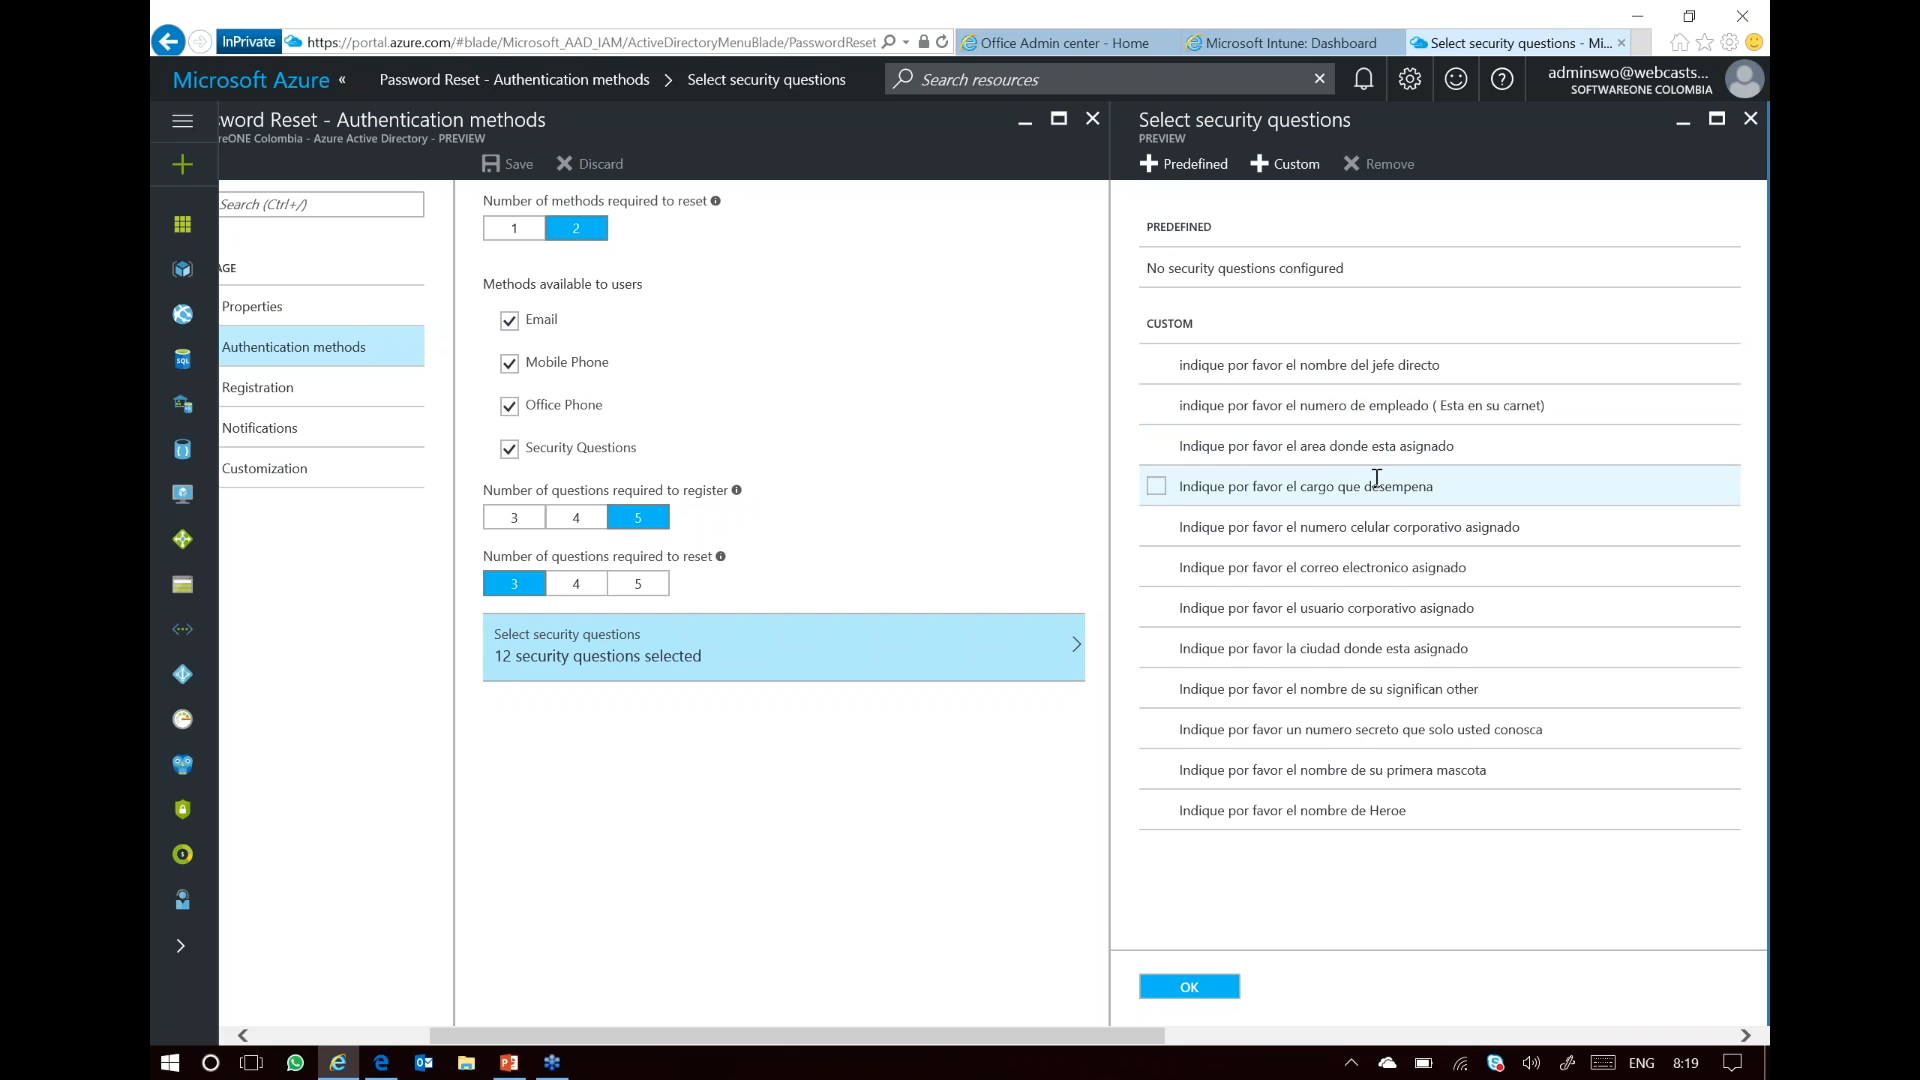 InPrivate
https://portal.azure.com/#blade/Microsoft_AAD_IAM/ActiveDirectoryMenuBlade/PasswordReset
Office Admin center - Home
Microsoft Intune: Dashboard
Select security questions - Mi...
Microsoft Azure «
Password Reset - Authentication methods > Select security questions
Search resources
adminswo@webcasts...
SOFTWAREONE COLOMBIA
word Reset - Authentication methods
reONE Colombia - Azure Active Directory - PREVIEW
Save
Discard
Search (Ctrl+/)
AGE
Properties
Authentication methods
Registration
Notifications
Customization
Number of methods required to reset
1
2
Methods available to users
Email
Mobile Phone
Office Phone
Security Questions
Number of questions required to register
3
4
5
Number of questions required to reset
3
4
5
Select security questions
12 security questions selected
Select security questions
PREVIEW
Predefined
Custom
Remove
PREDEFINED
No security questions configured
CUSTOM
indique por favor el nombre del jefe directo
indique por favor el numero de empleado ( Esta en su carnet)
Indique por favor el area donde esta asignado
Indique por favor el cargo que desempena
Indique por favor el numero celular corporativo asignado
Indique por favor el correo electronico asignado
Indique por favor el usuario corporativo asignado
Indique por favor la ciudad donde esta asignado
Indique por favor el nombre de su significan other
Indique por favor un numero secreto que solo usted conosca
Indique por favor el nombre de su primera mascota
Indique por favor el nombre de Heroe
OK
SQL
ENG
8:19